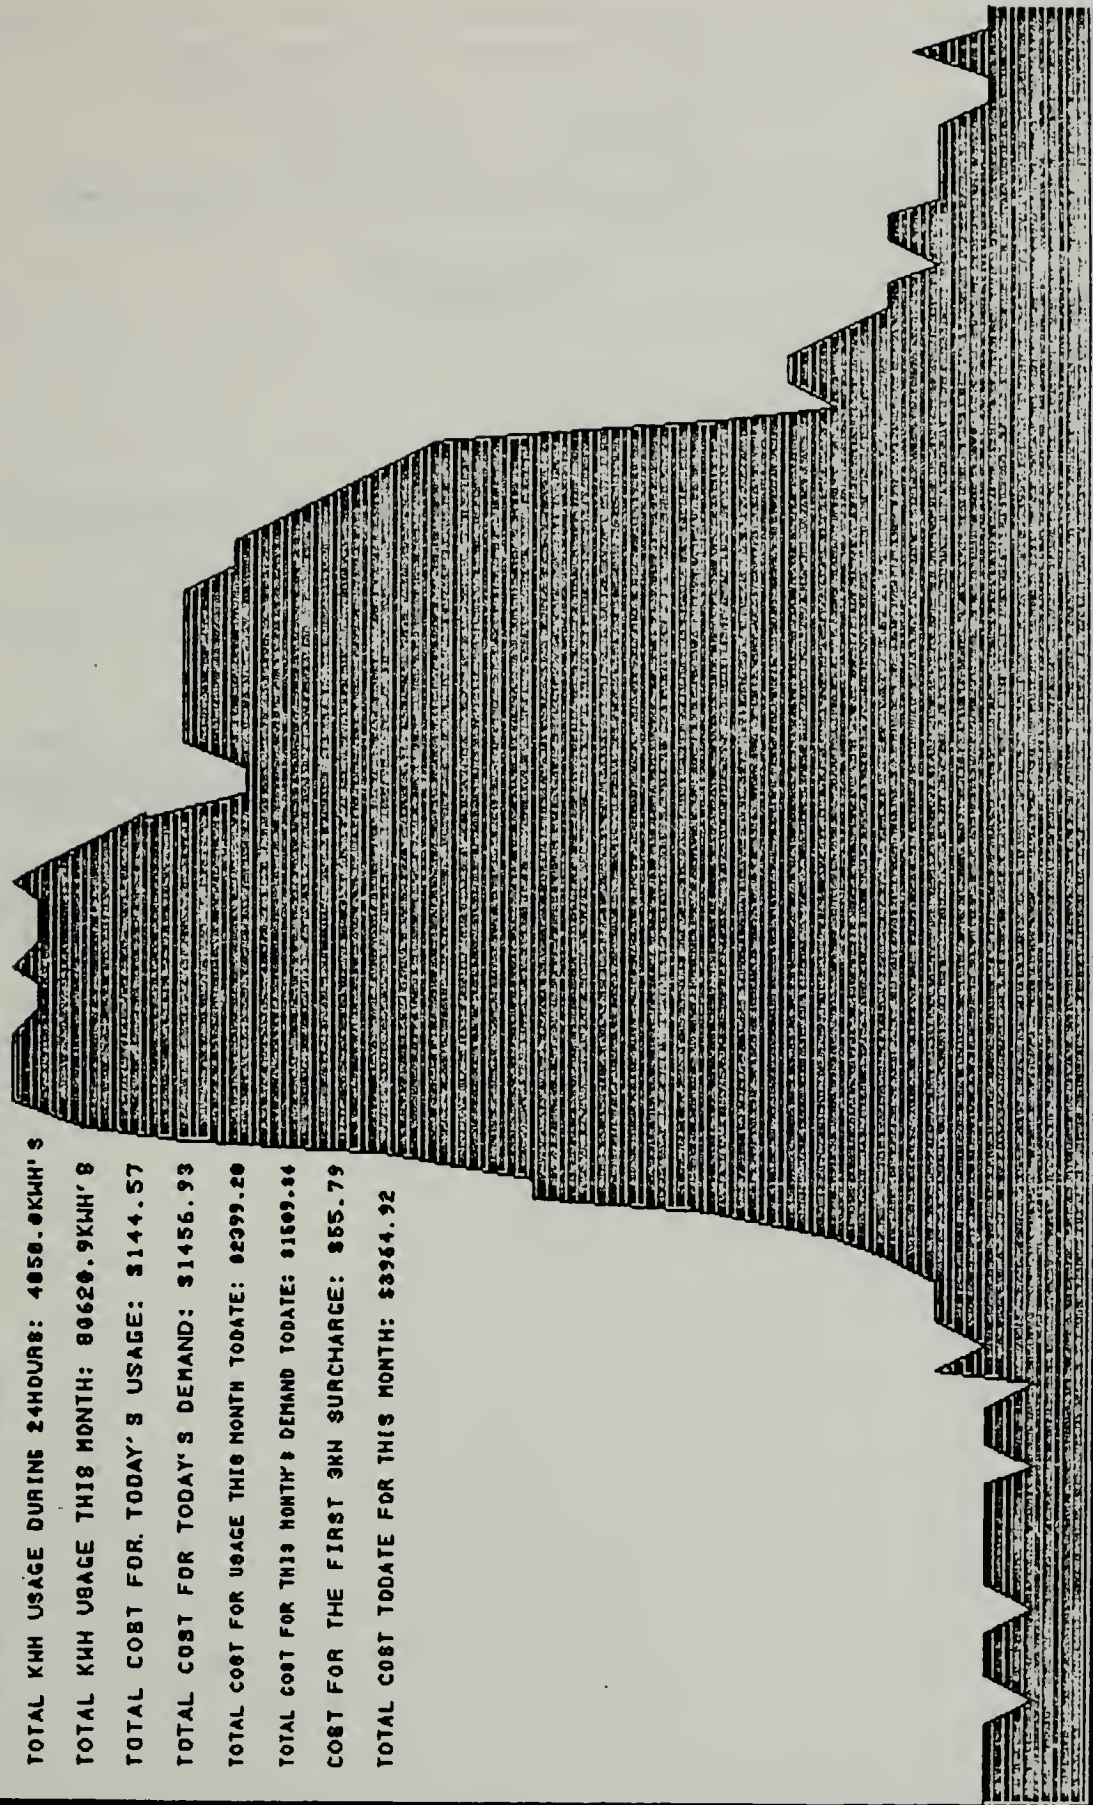 TOTAL KWH USAGE DURING 24HOURS: 4050.0KWH'S
TOTAL KWH USAGE THIS MONTH: 80620.9KWH'S
TOTAL COST FOR TODAY'S USAGE: $144.57
TOTAL COST FOR TODAY'S DEMAND: $1456.93
TOTAL COST FOR USAGE THIS MONTH TODATE: $2399.20
TOTAL COST FOR THIS MONTH'S DEMAND TODATE:
COST FOR THE FIRST 3KW SURCHARGE: $55.79
TOTAL COST TODATE FOR THIS MONTH: $3964.92